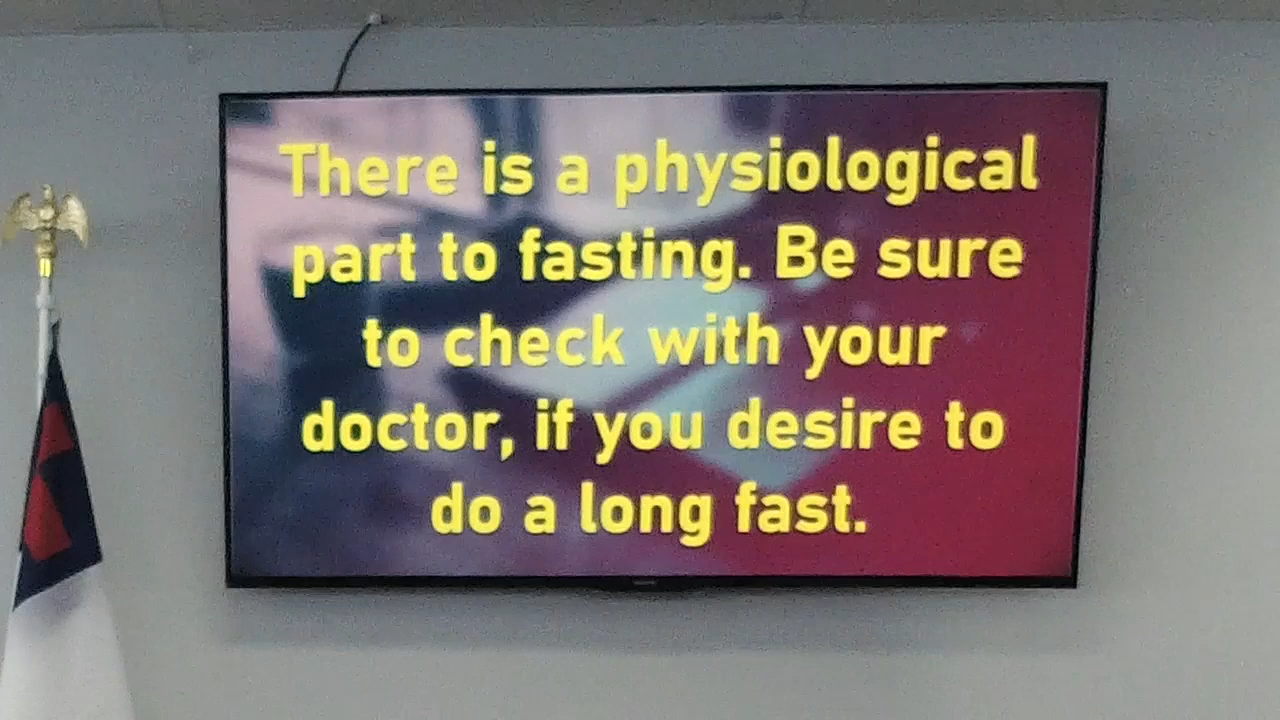 There is a physiological
part to fasting. Be sure
to check with your
doctor, if you desire to
do a long fast.